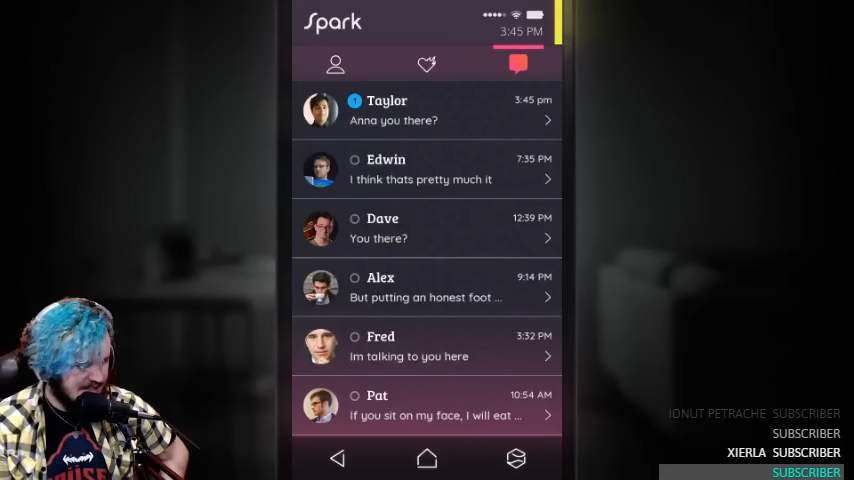 Spark
3:45 PM
1 Taylor 3:45 pm
Anna you there?
Edwin 7:35 PM
I think thats pretty much it
Dave 12:39 PM
You there?
Alex 9:14 PM
But putting an honest foot ...
Fred 3:32 PM
Im talking to you here
Pat 10:54 AM
If you sit on my face, I will eat ...
IONUT PETRACHE SUBSCRIBER
SUBSCRIBER
XIERLA SUBSCRIBER
SUBSCRIBER